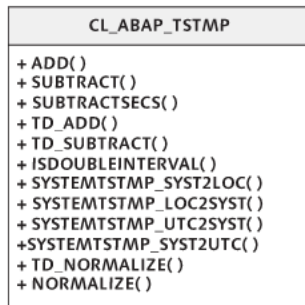 CL_ABAP_TSTMP
+ ADD( )
+ SUBTRACT( )
+ SUBTRACTSECS( )
+ TD_ADD( )
+ TD_SUBTRACT( )
+ ISDOUBLEINTERVAL( )
+ SYSTEMTSTMP_SYST2LOC( )
+ SYSTEMTSTMP_LOC2SYST( )
+ SYSTEMTSTMP_UTC2SYST( )
+SYSTEMTSTMP_SYST2UTC( )
+ TD_NORMALIZE( )
+ NORMALIZE( )